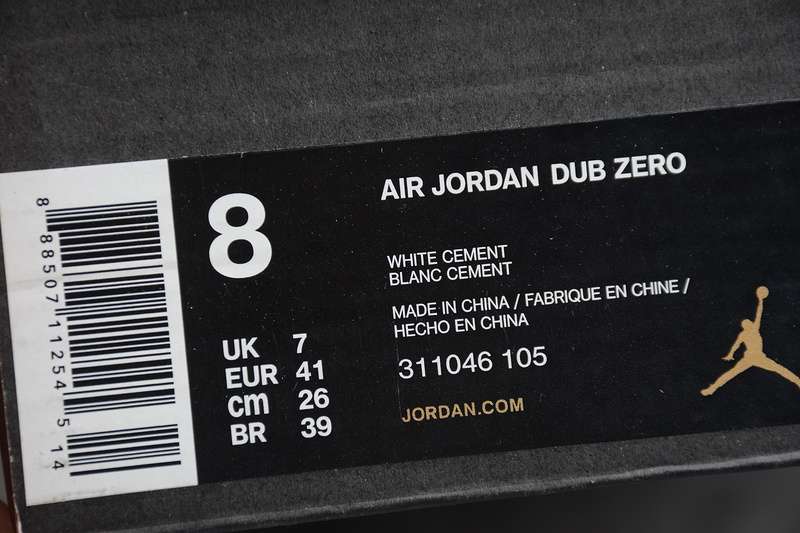 8 88507 11254 5 14
8
AIR JORDAN DUB ZERO
WHITE CEMENT
BLANC CEMENT
MADE IN CHINA / FABRIQUE EN CHINE /
HECHO EN CHINA
311046 105
JORDAN.COM
UK 7
EUR 41
cm 26
BR 39